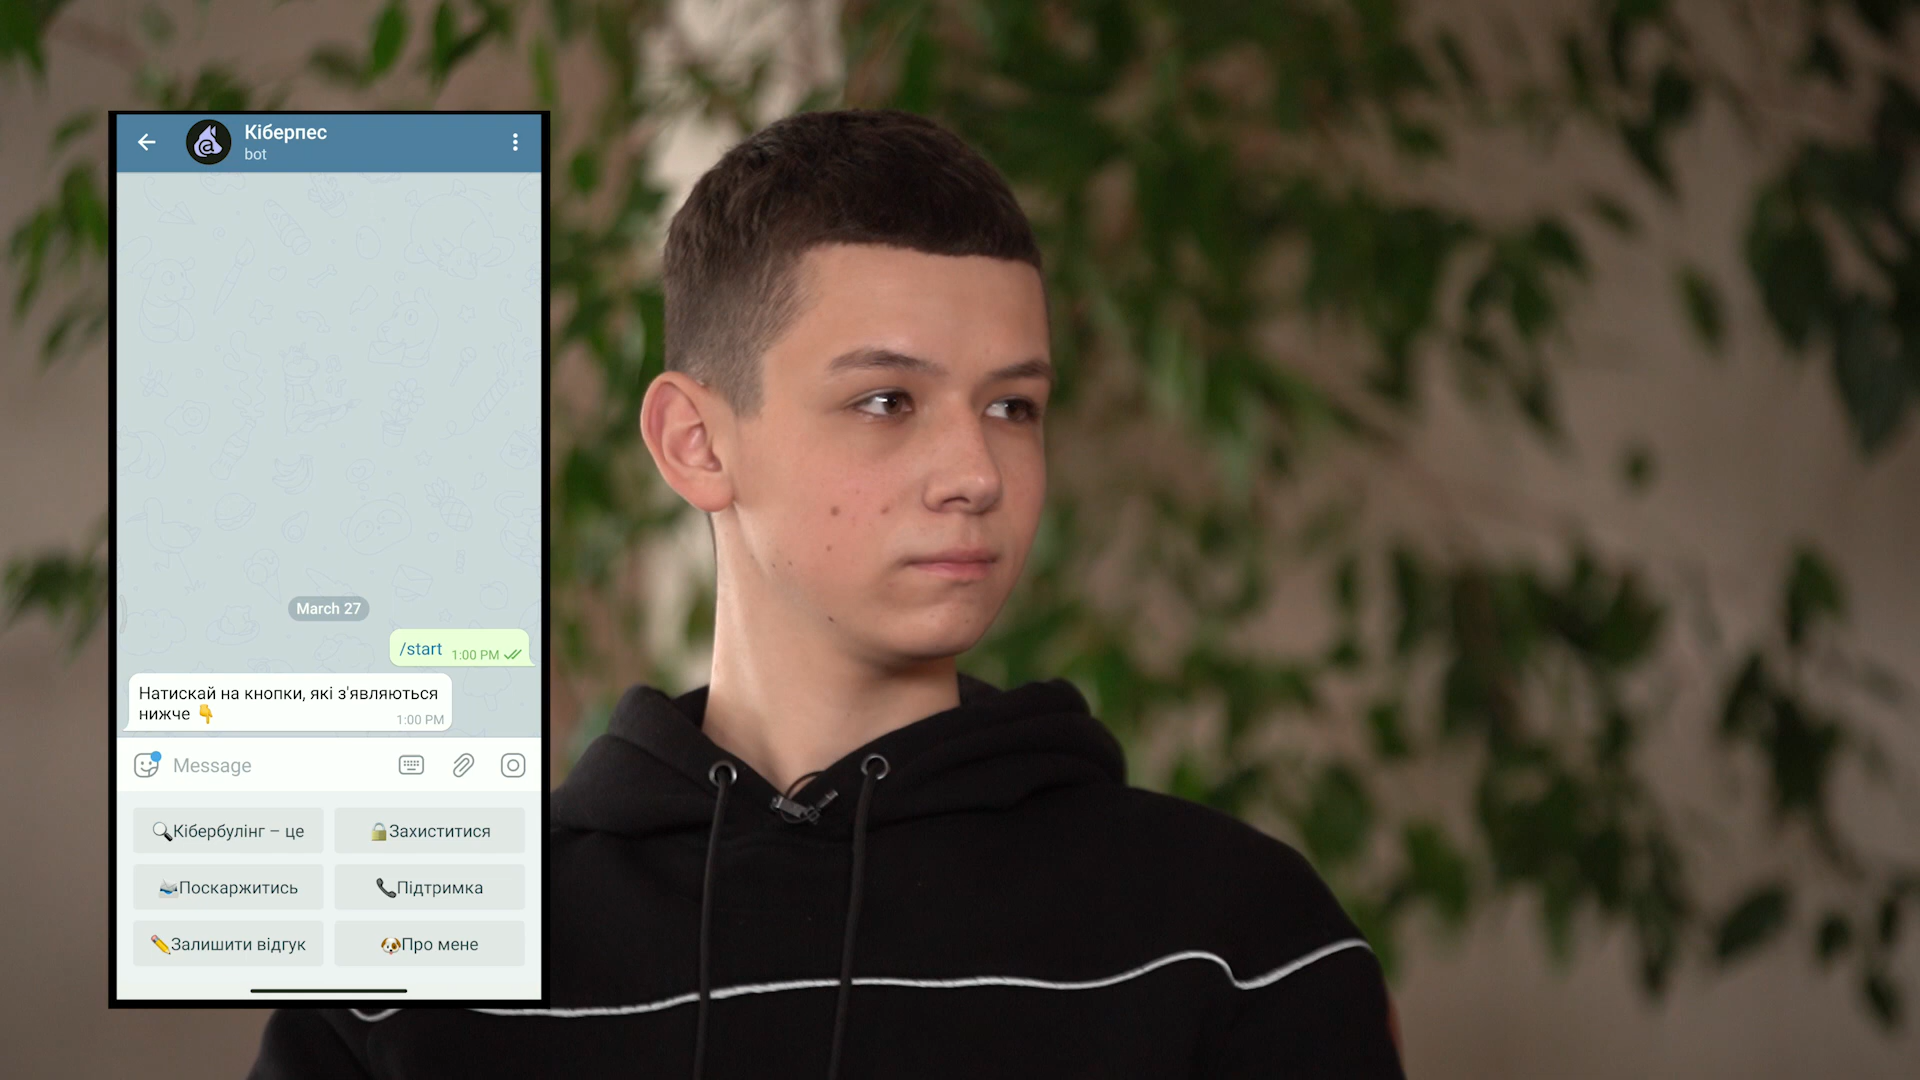 Кіберпес
bot
March 27
/start 1:00 PM
Натискай на кнопки, які з'являються
нижче 👇
1:00 PM
Message
🔍Кібербулінг – це
🔒Захиститися
Поскаржитись
📞Підтримка
✏️Залишити відгук
🐶Про мене